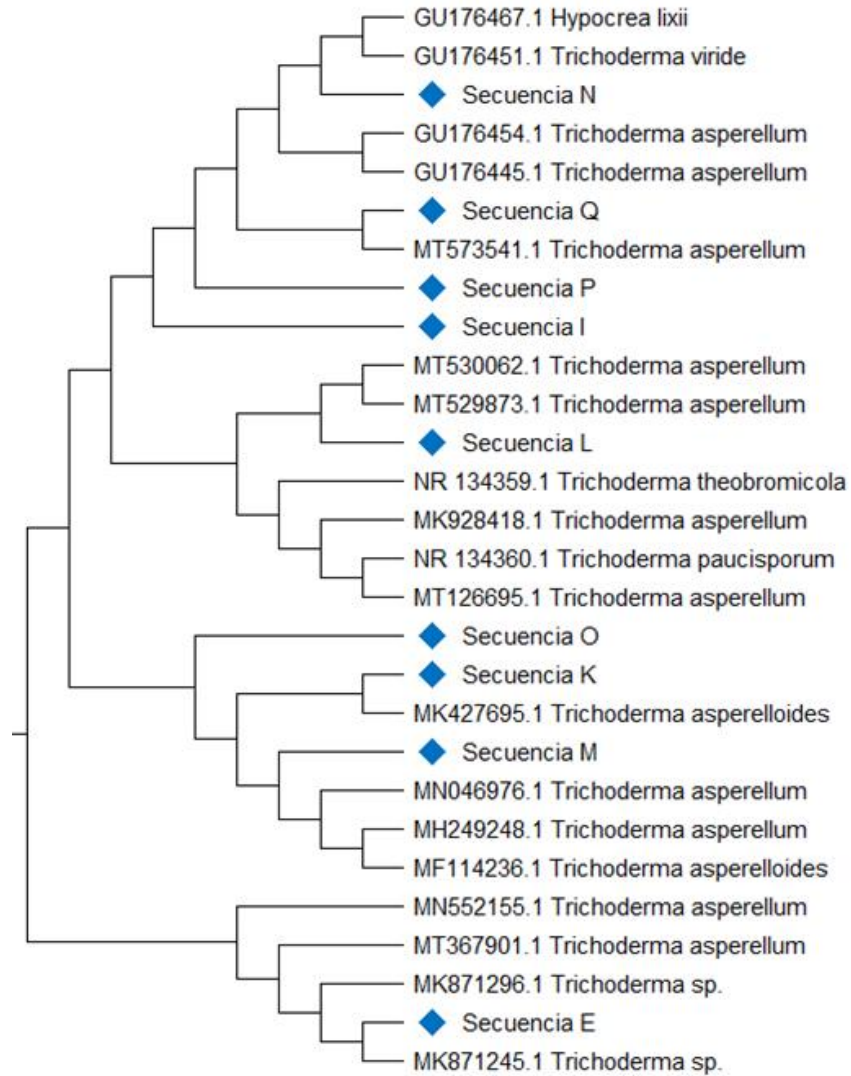 GU176467.1 Hypocrea lixii
GU176451.1 Trichoderma viride
Secuencia N
GU176454.1 Trichoderma asperellum
GU176445.1 Trichoderma asperellum
Secuencia Q
MT573541.1 Trichoderma asperellum
Secuencia P
Secuencia I
MT530062.1 Trichoderma asperellum
MT529873.1 Trichoderma asperellum
Secuencia L
NR 134359.1 Trichoderma theobromicola
MK928418.1 Trichoderma asperellum
NR 134360.1 Trichoderma paucisporum
MT126695.1 Trichoderma asperellum
Secuencia O
Secuencia K
MK427695.1 Trichoderma asperelloides
Secuencia M
MN046976.1 Trichoderma asperellum
MH249248.1 Trichoderma asperellum
MF114236.1 Trichoderma asperelloides
MN552155.1 Trichoderma asperellum
MT367901.1 Trichoderma asperellum
MK871296.1 Trichoderma sp.
Secuencia E
MK871245.1 Trichoderma sp.